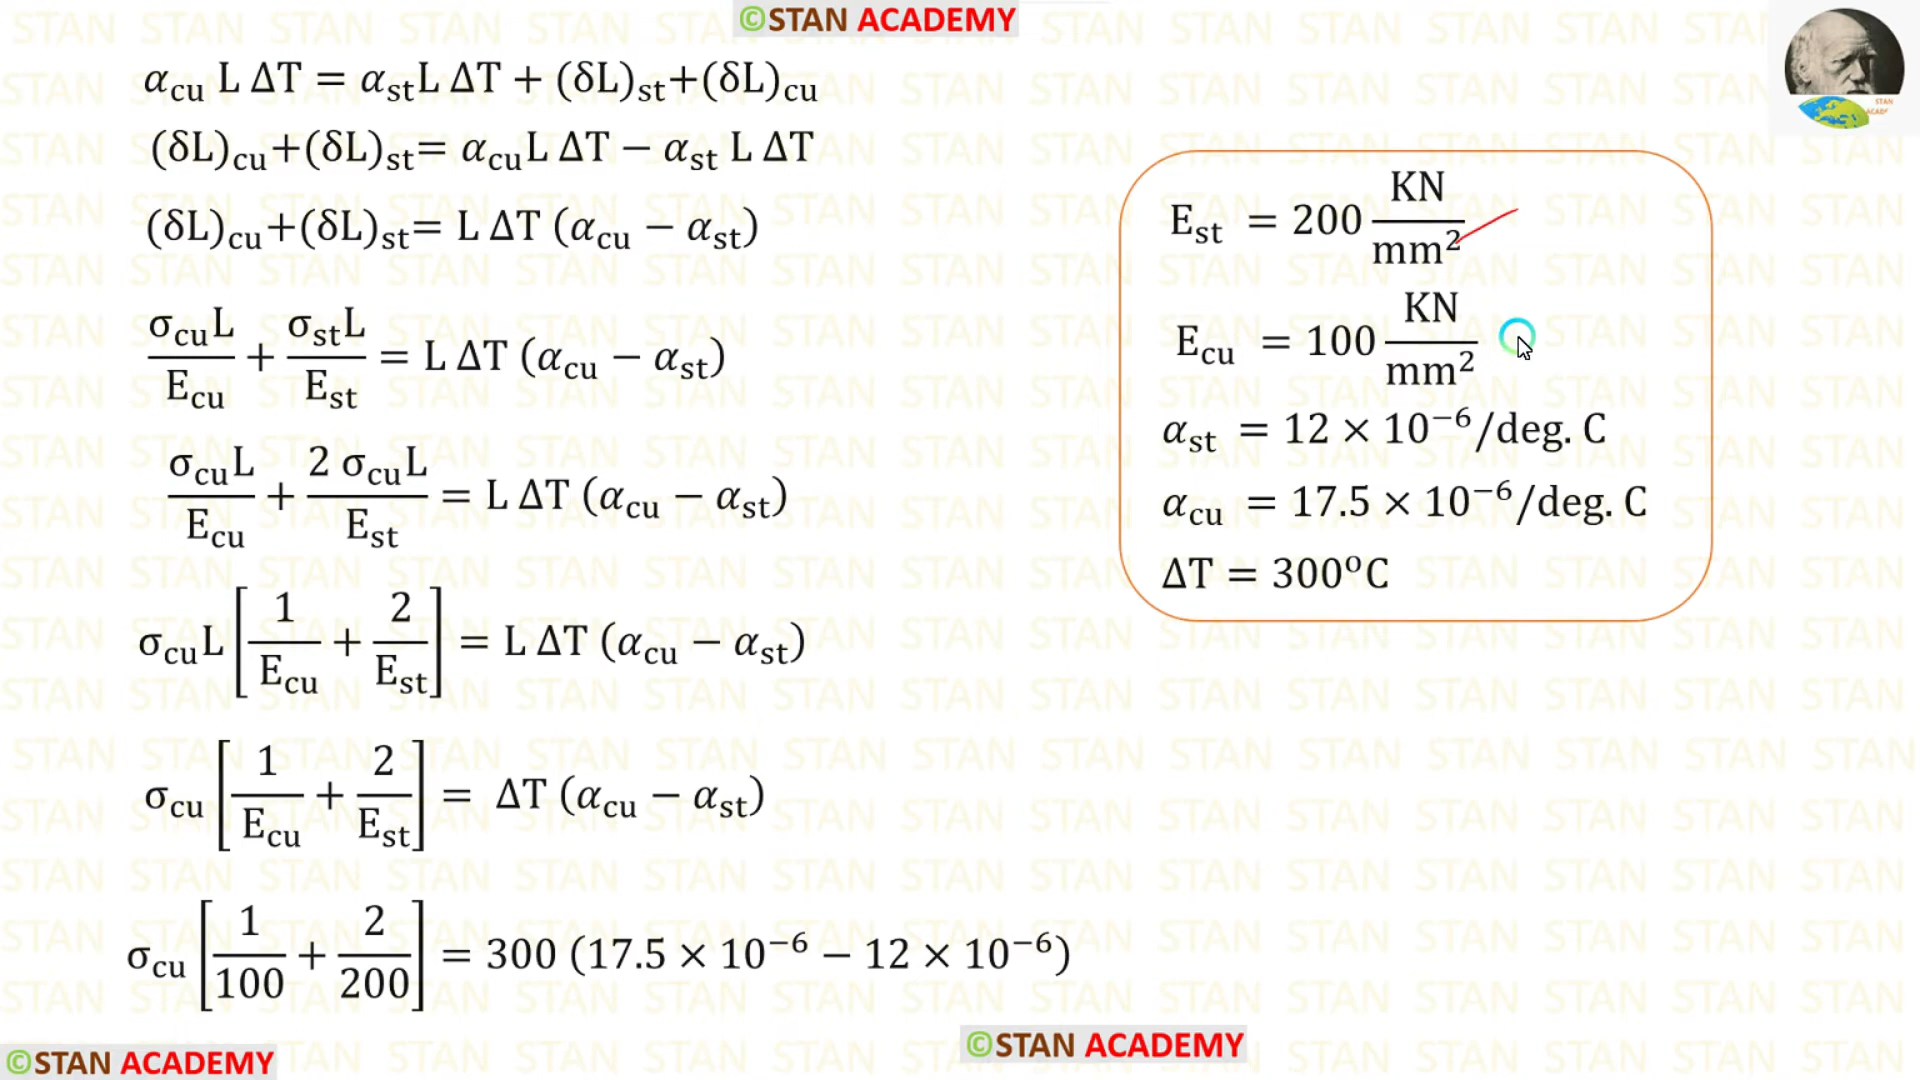 ©STAN ACADEMY
α_cu L ΔT = α_st L ΔT + (δL)_st+(δL)_cu
(δL)_cu+(δL)_st= α_cu L ΔT − α_st L ΔT
(δL)_cu+(δL)_st= L ΔT (α_cu − α_st)
σ_cu L/E_cu + σ_st L/E_st = L ΔT (α_cu − α_st)
2 σ_cu L/E_st + σ_cu L/E_cu = L ΔT (α_cu − α_st)
σ_cu L [1/E_cu + 2/E_st] = L ΔT (α_cu − α_st)
σ_cu [1/E_cu + 2/E_st] = ΔT (α_cu − α_st)
σ_cu [1/100 + 2/200] = 300 (17.5 × 10⁻⁶ − 12 × 10⁻⁶)
E_st = 200 KN/mm²
E_cu = 100 KN/mm²
α_st = 12 × 10⁻⁶/deg. C
α_cu = 17.5 × 10⁻⁶/deg. C
ΔT = 300°C
STAN
©STAN ACADEMY
©STAN ACADEMY